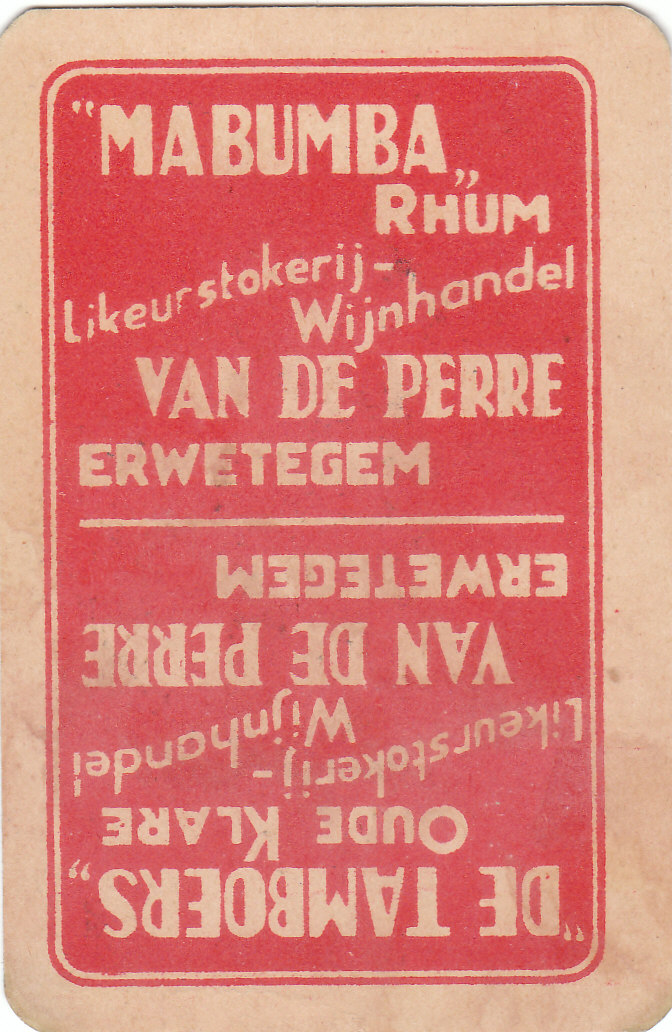 "MABUMBA„
RHUM
Likeurstokerij-
Wijnhandel
VAN DE PERRE
ERWETEGEM
"DE TAMBOERS„
OUDE KLARE
Likeurstokerij-
Wijnhandel
VAN DE PERRE
ERWETEGEM